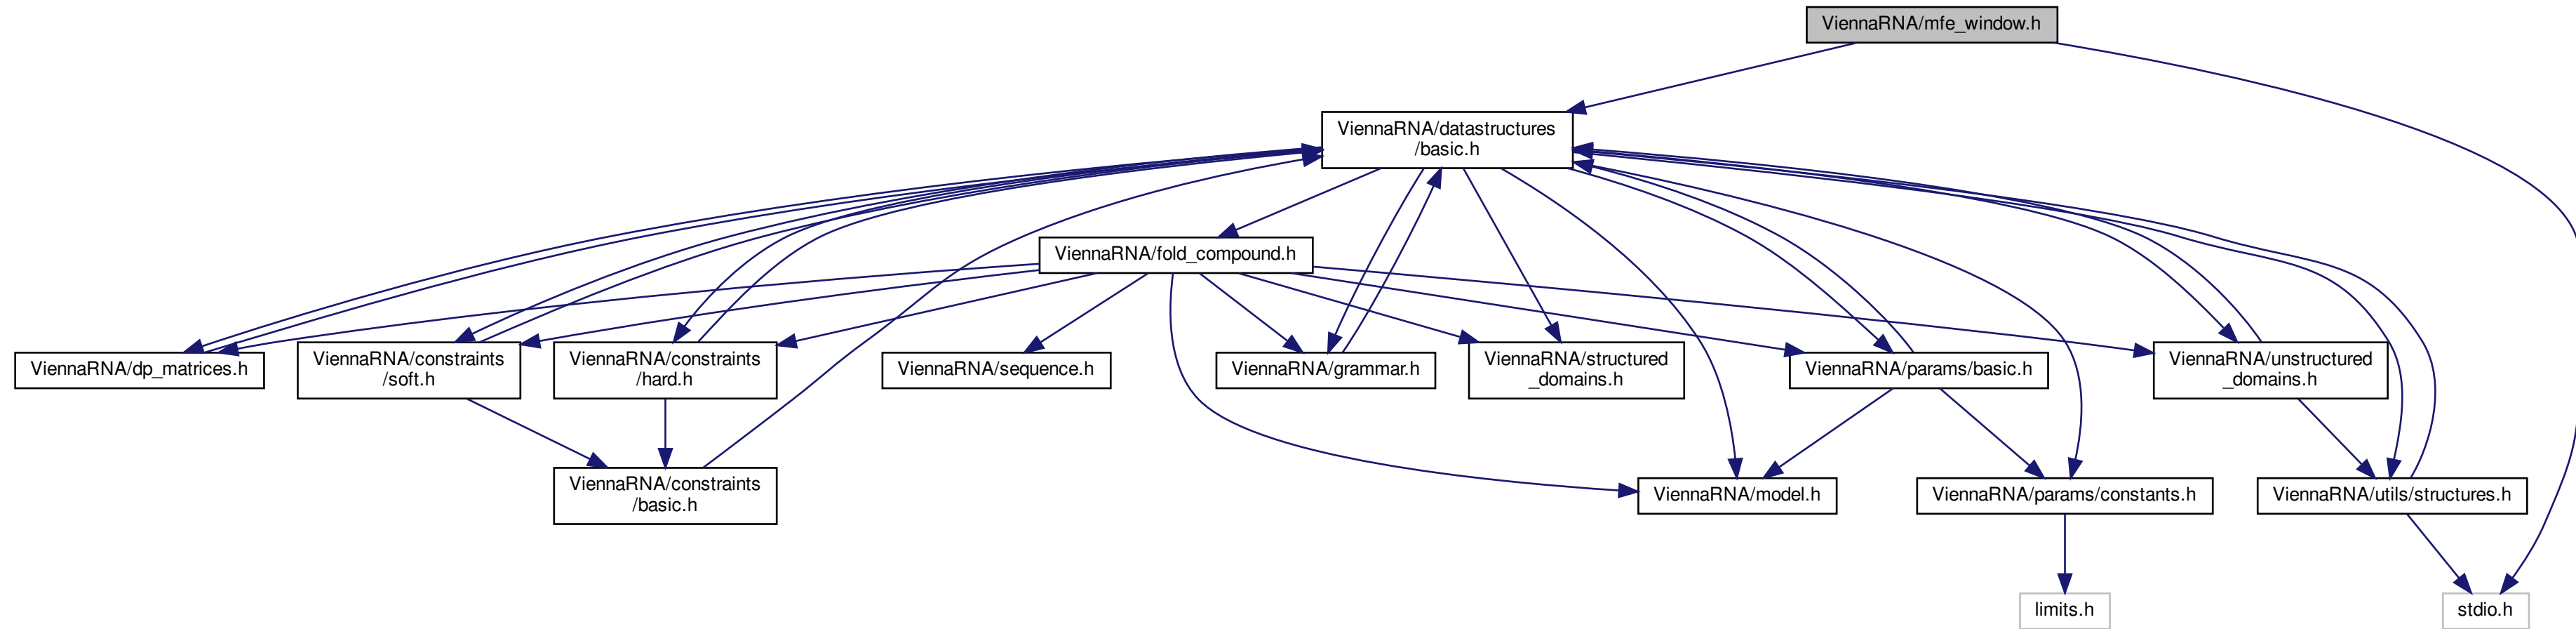 ViennaRNA/mfe_window.h
ViennaRNA/datastructures
/basic.h
ViennaRNA/fold_compound.h
ViennaRNA/dp_matrices.h
ViennaRNA/constraints
/soft.h
ViennaRNA/constraints
/hard.h
ViennaRNA/sequence.h
ViennaRNA/grammar.h
ViennaRNA/structured
_domains.h
ViennaRNA/params/basic.h
ViennaRNA/unstructured
_domains.h
ViennaRNA/constraints
/basic.h
ViennaRNA/model.h
ViennaRNA/params/constants.h
ViennaRNA/utils/structures.h
limits.h
stdio.h